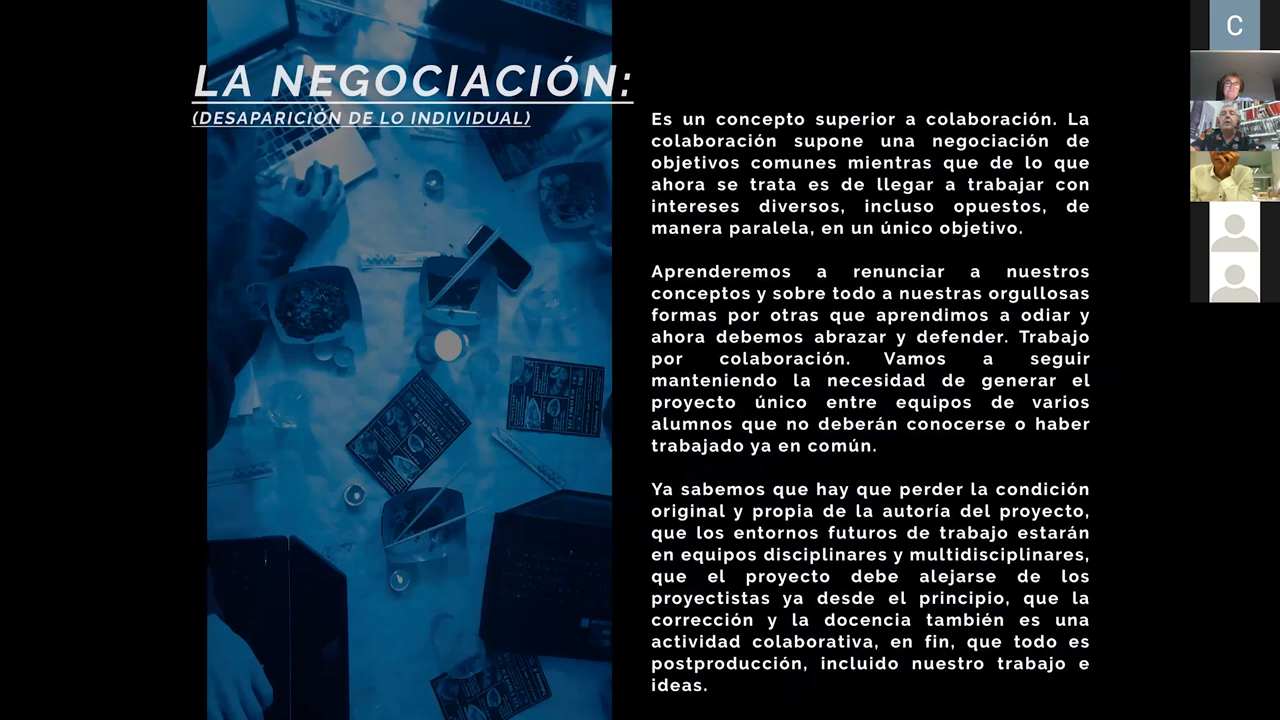 LA NEGOCIACIÓN:
(DESAPARICIÓN DE LO INDIVIDUAL)
Es un concepto superior a colaboración. La
colaboración supone una negociación de
objetivos comunes mientras que de lo que
ahora se trata es de llegar a trabajar con
intereses diversos, incluso opuestos, de
manera paralela, en un único objetivo.
Aprenderemos a renunciar a nuestros
conceptos y sobre todo a nuestras orgullosas
formas por otras que aprendimos a odiar y
ahora debemos abrazar y defender. Trabajo
por colaboración. Vamos a seguir
manteniendo la necesidad de generar el
proyecto único entre equipos de varios
alumnos que no deberán conocerse o haber
trabajado ya en común.
Ya sabemos que hay que perder la condición
original y propia de la autoría del proyecto,
que los entornos futuros de trabajo estarán
en equipos disciplinares y multidisciplinares,
que el proyecto debe alejarse de los
proyectistas ya desde el principio, que la
corrección y la docencia también es una
actividad colaborativa, en fin, que todo es
postproducción, incluido nuestro trabajo e
ideas.
C